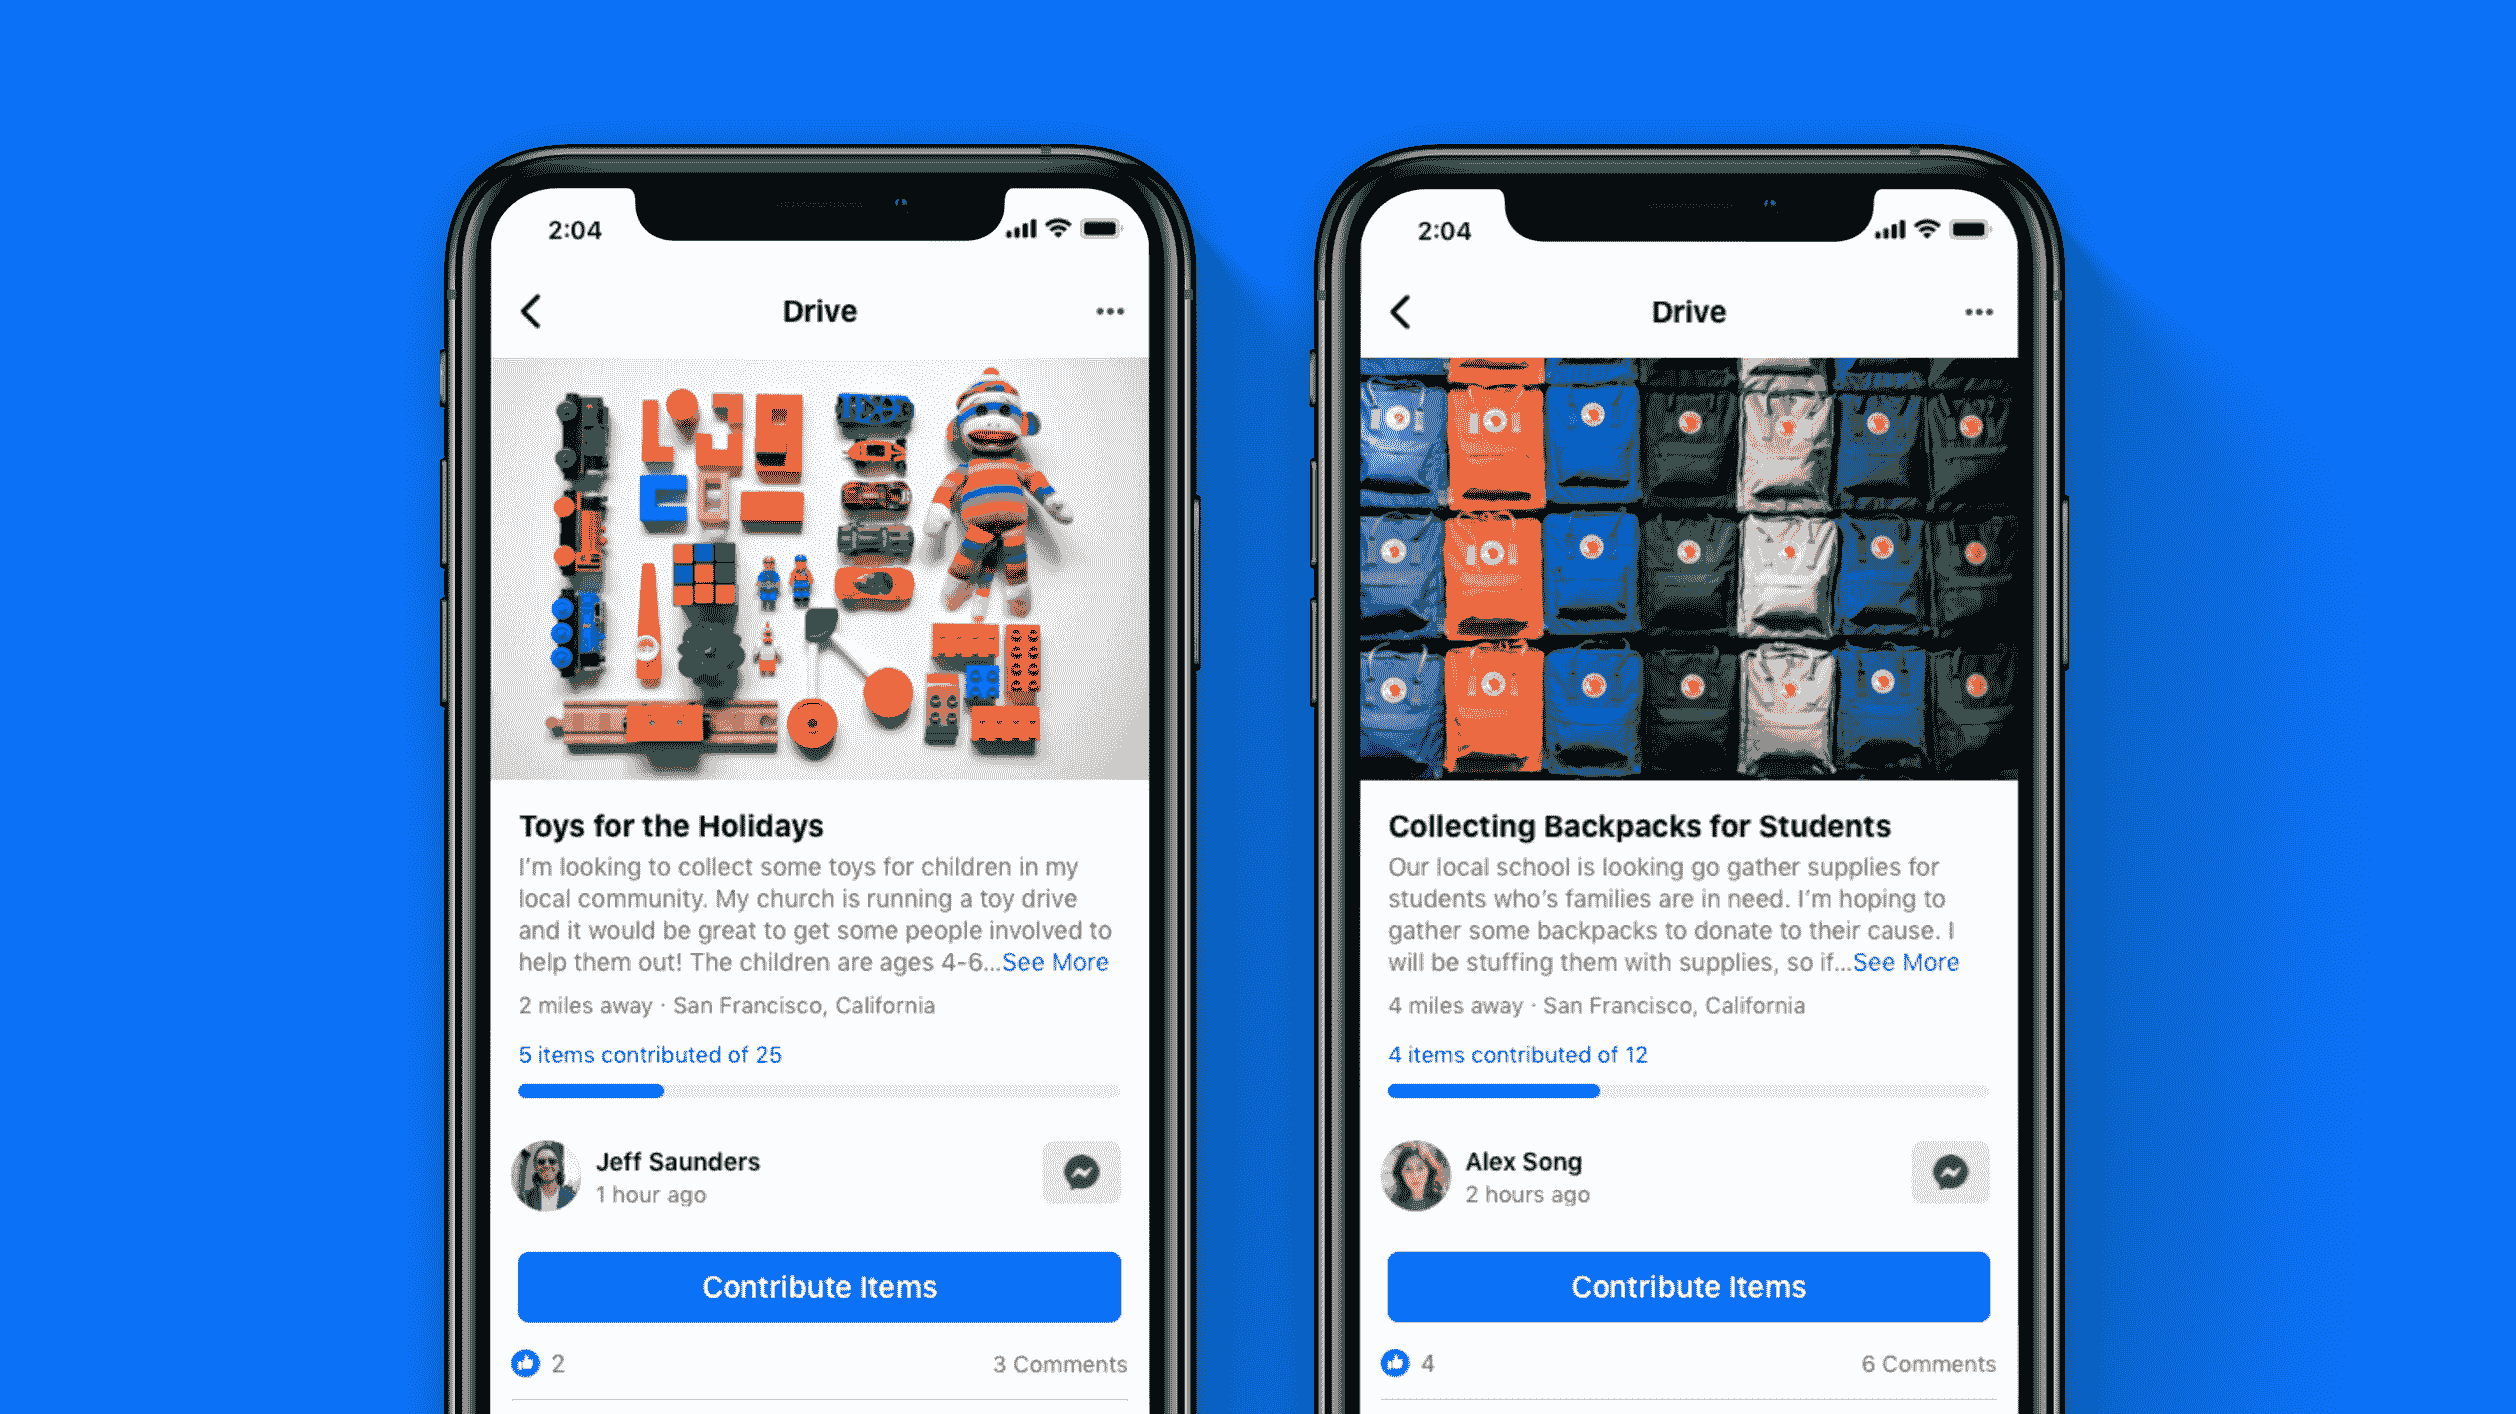 2:04
Drive
Toys for the Holidays
I'm looking to collect some toys for children in my
local community. My church is running a toy drive
and it would be great to get some people involved to
help them out! The children are ages 4-6...See More
2 miles away · San Francisco, California
5 items contributed of 25
Jeff Saunders
1 hour ago
Contribute Items
2
3 Comments
2:04
Drive
Collecting Backpacks for Students
Our local school is looking go gather supplies for
students who's families are in need. I'm hoping to
gather some backpacks to donate to their cause. I
will be stuffing them with supplies, so if...See More
4 miles away · San Francisco, California
4 items contributed of 12
Alex Song
2 hours ago
Contribute Items
4
6 Comments